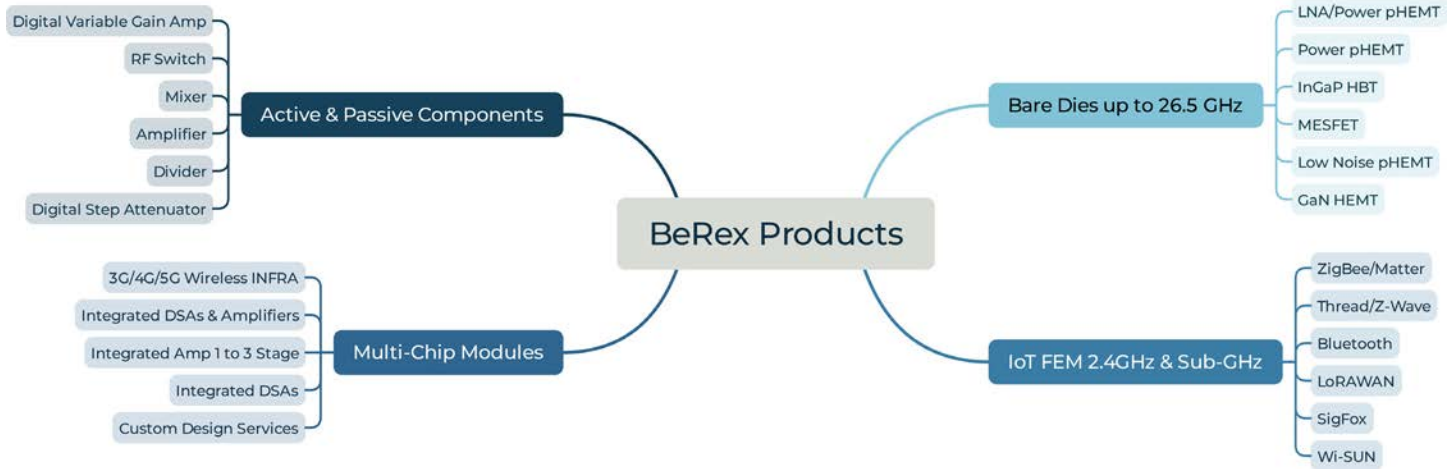 BeRex Products
Active & Passive Components
Digital Variable Gain Amp
RF Switch
Mixer
Amplifier
Divider
Digital Step Attenuator
Multi-Chip Modules
3G/4G/5G Wireless INFRA
Integrated DSAs & Amplifiers
Integrated Amp 1 to 3 Stage
Integrated DSAs
Custom Design Services
Bare Dies up to 26.5 GHz
LNA/Power pHEMT
Power pHEMT
InGaP HBT
MESFET
Low Noise pHEMT
GaN HEMT
IoT FEM 2.4GHz & Sub-GHz
ZigBee/Matter
Thread/Z-Wave
Bluetooth
LoRAWAN
SigFox
Wi-SUN